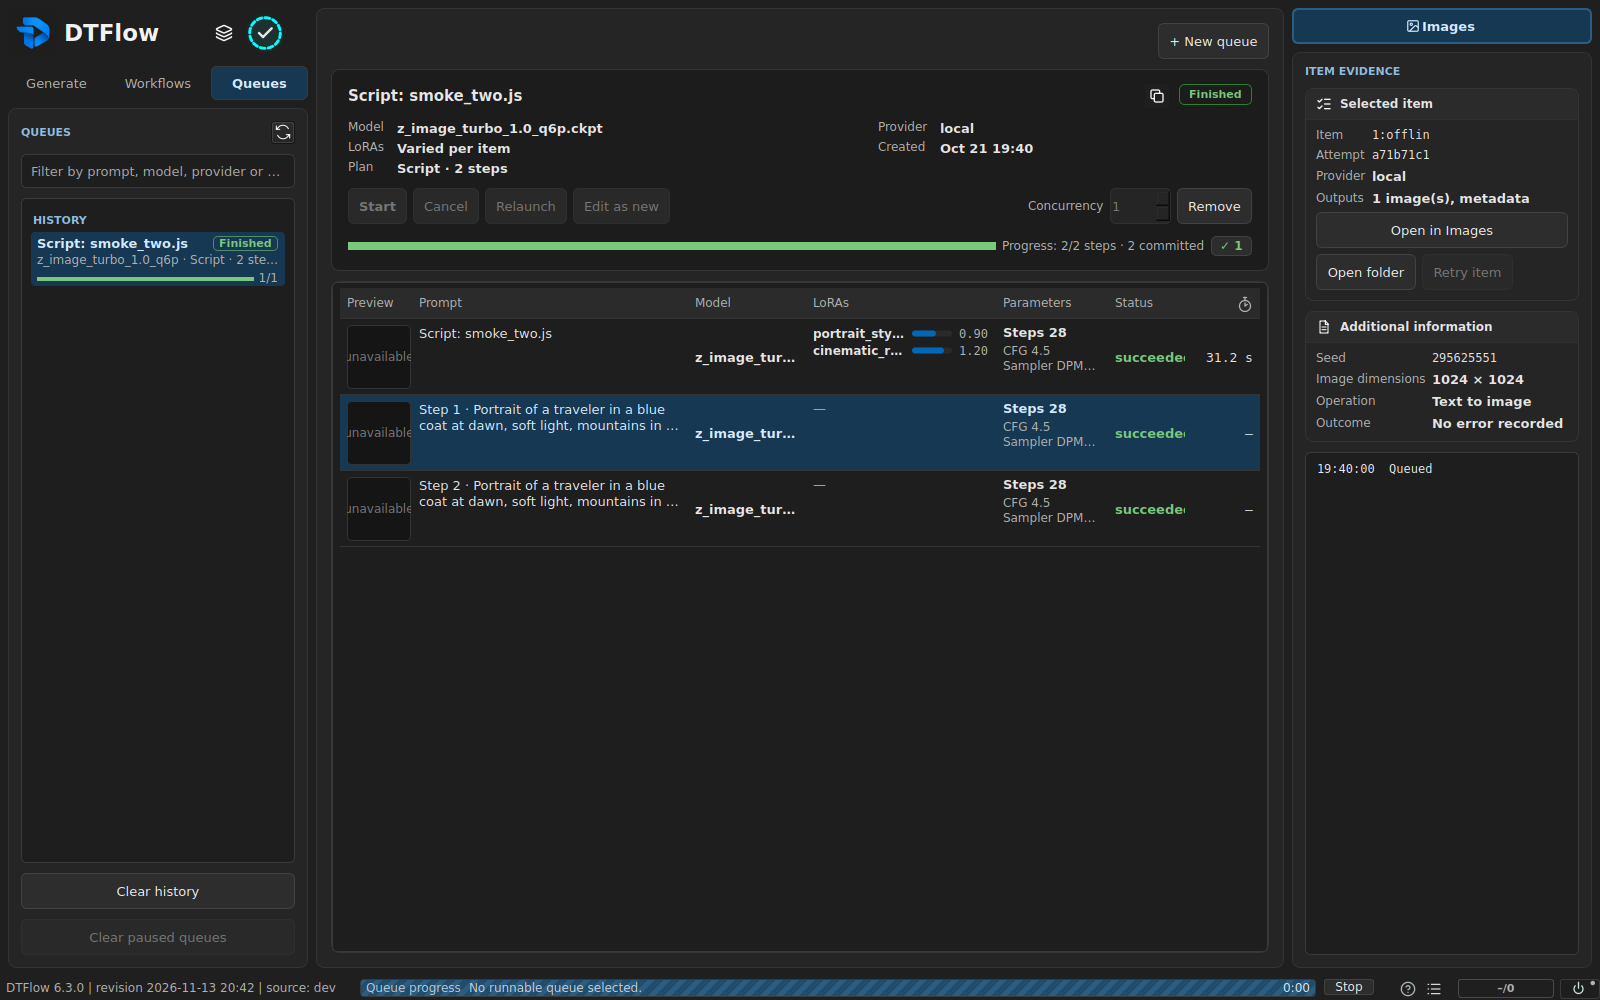 DTFlow
Generate Workflows Queues
QUEUES
Filter by prompt, model, provider or ...
HISTORY
Script: smoke_two.js Finished
z_image_turbo_1.0_q6p · Script · 2 ste...
1/1
Clear history
Clear paused queues
+ New queue
Script: smoke_two.js Finished
Model z_image_turbo_1.0_q6p.ckpt Provider local
LoRAs Varied per item Created Oct 21 19:40
Plan Script · 2 steps
Start Cancel Relaunch Edit as new Concurrency 1 Remove
Progress: 2/2 steps · 2 committed ✓ 1
Preview Prompt Model LoRAs Parameters Status
unavailable Script: smoke_two.js z_image_tur... portrait_sty... 0.90 Steps 28 31.2 s
cinematic_r... 1.20 CFG 4.5
Sampler DPM...
succeeded
Step 1 · Portrait of a traveler in a blue — Steps 28
coat at dawn, soft light, mountains in ... CFG 4.5
unavailable z_image_tur... Sampler DPM... succeeded –
Step 2 · Portrait of a traveler in a blue — Steps 28
coat at dawn, soft light, mountains in ... CFG 4.5
unavailable z_image_tur... Sampler DPM... succeeded –
Images
ITEM EVIDENCE
Selected item
Item 1:offlin
Attempt a71b71c1
Provider local
Outputs 1 image(s), metadata
Open in Images
Open folder Retry item
Additional information
Seed 295625551
Image dimensions 1024 × 1024
Operation Text to image
Outcome No error recorded
19:40:00 Queued
DTFlow 6.3.0 | revision 2026-11-13 20:42 | source: dev Queue progress No runnable queue selected. 0:00 Stop –/0